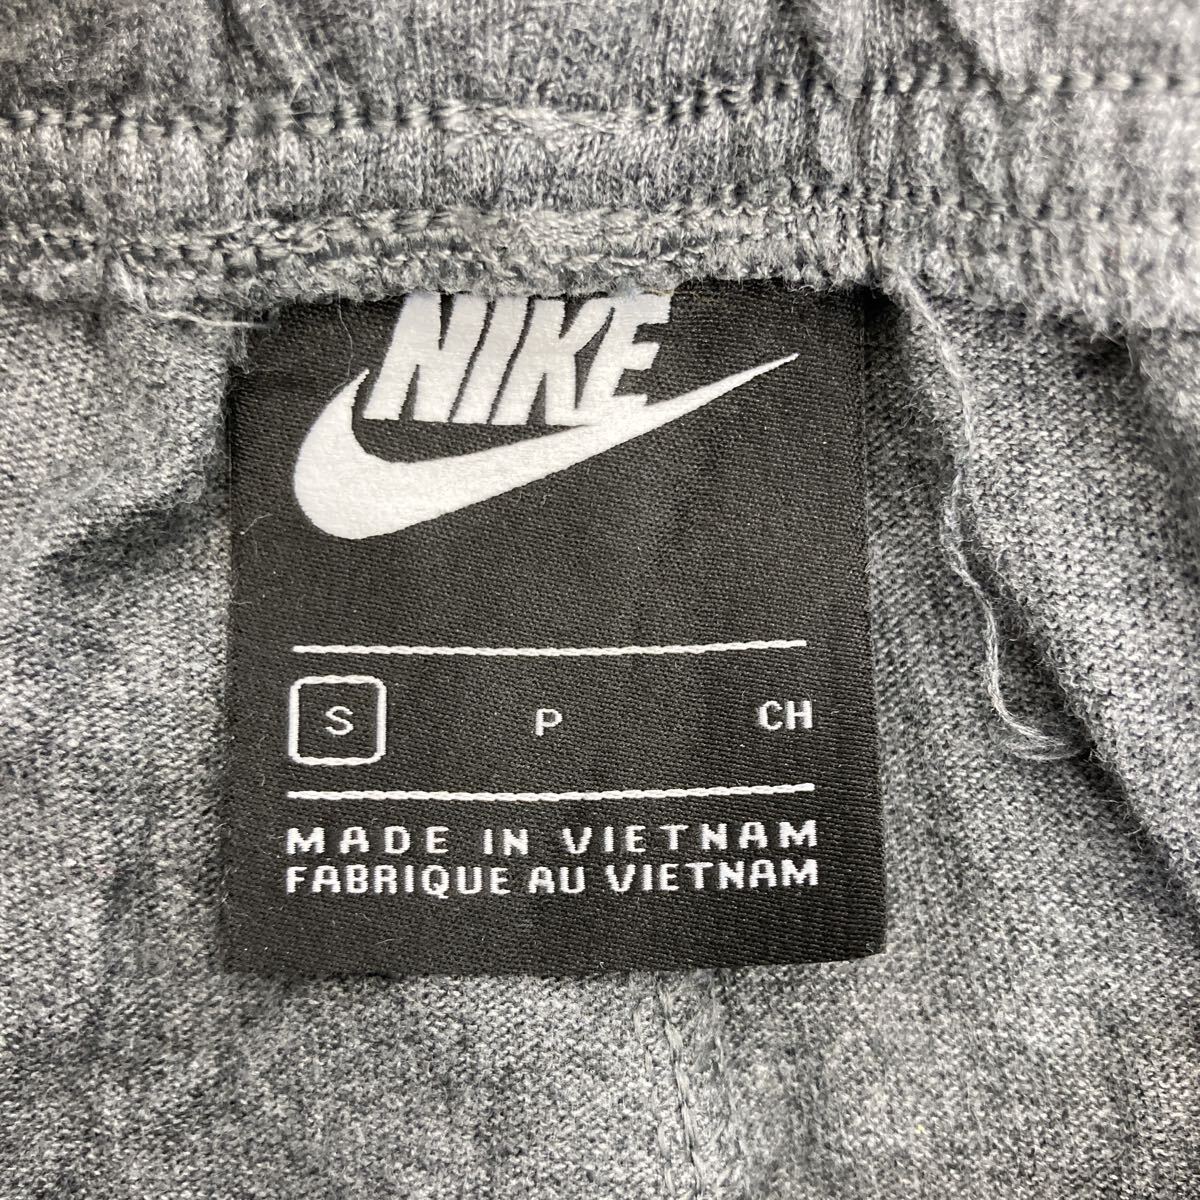 NIKE
S P CH
MADE IN VIETNAM
FABRIQUE AU VIETNAM